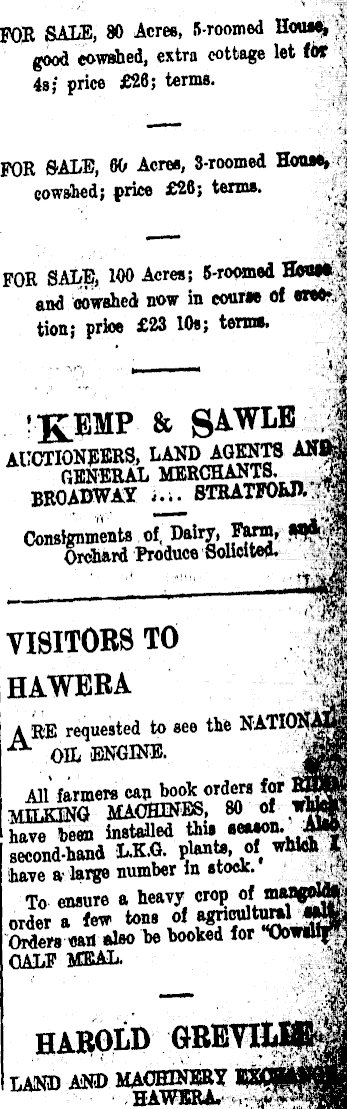 FOR SALE, 80 Acres, 5-roomed House,
good cowshed, extra cottage let for
4s; price £26; terms.
FOR SALE, 60 Acres, 3-roomed House,
cowshed; price £26; terms.
FOR SALE, 100 Acres; 5-roomed House
and cowshed now in course of erec-
tion; price £23 10s; terms.
KEMP & SAWLE
AUCTIONEERS, LAND AGENTS AND
GENERAL MERCHANTS.
BROADWAY .... STRATFORD.
Consignments of Dairy, Farm, and
Orchard Produce Solicited.
VISITORS TO
HAWERA
ARE requested to see the NATIONAL
OIL ENGINE.
All farmers can book orders for
MILKING MACHINES, 80 of which
have been installed this season. Also
second-hand L.K.G. plants, of which I
have a large number in stock.
To ensure a heavy crop of mangolds
order a few tons of agricultural salt.
Orders can also be booked for
CALF MEAL.
HAROLD GREVILLE
LAND AND MACHINERY EXCHANGE
HAWERA.